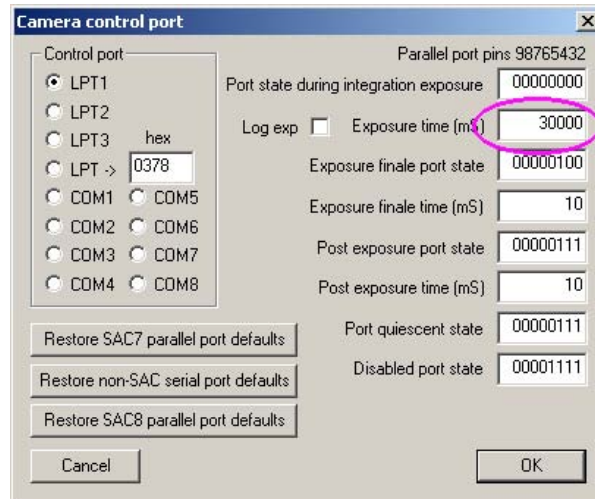 Camera control port
Control port
LPT1
LPT2
LPT3
hex
LPT ->
0378
COM1
COM5
COM2
COM6
COM3
COM7
COM4
COM8
Parallel port pins 98765432
Port state during integration exposure
00000000
Log exp
Exposure time (mS)
30000
Exposure finale port state
00000100
Exposure finale time (mS)
10
Post exposure port state
00000111
Post exposure time (mS)
10
Port quiescent state
00000111
Disabled port state
00001111
Restore SAC7 parallel port defaults
Restore non-SAC serial port defaults
Restore SAC8 parallel port defaults
Cancel
OK